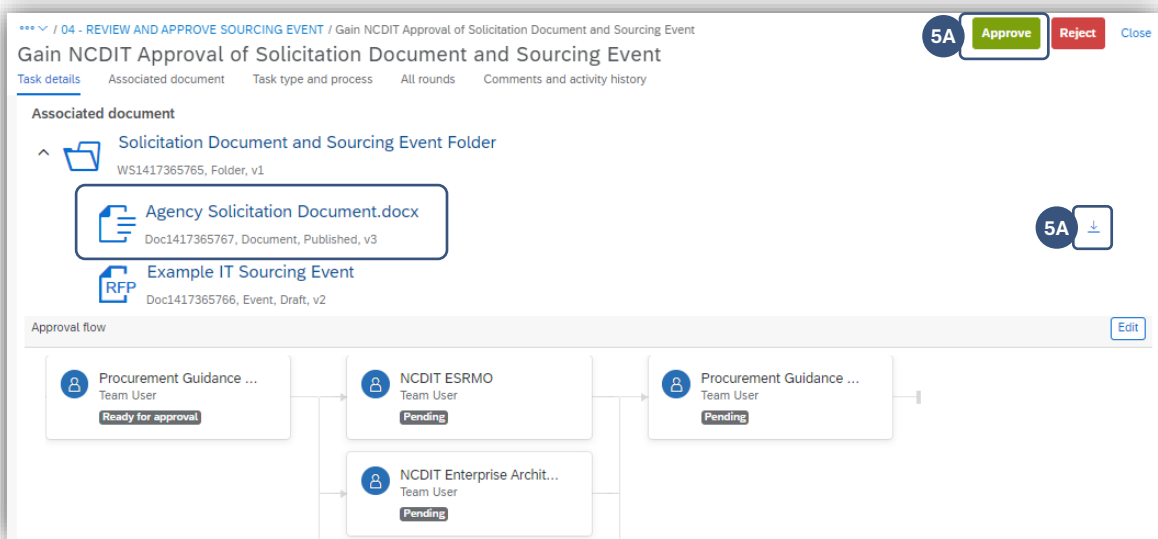 ••• / 04 - REVIEW AND APPROVE SOURCING EVENT / Gain NCDIT Approval of Solicitation Document and Sourcing Event
5A Approve Reject Close
Gain NCDIT Approval of Solicitation Document and Sourcing Event
Task details Associated document Task type and process All rounds Comments and activity history
Associated document
Solicitation Document and Sourcing Event Folder
WS1417365765, Folder, v1
Agency Solicitation Document.docx
Doc1417365767, Document, Published, v3
5A
Example IT Sourcing Event
RFP
Doc1417365766, Event, Draft, v2
Approval flow Edit
Procurement Guidance ...
Team User
Ready for approval
NCDIT ESRMO
Team User
Pending
Procurement Guidance ...
Team User
Pending
NCDIT Enterprise Archit...
Team User
Pending